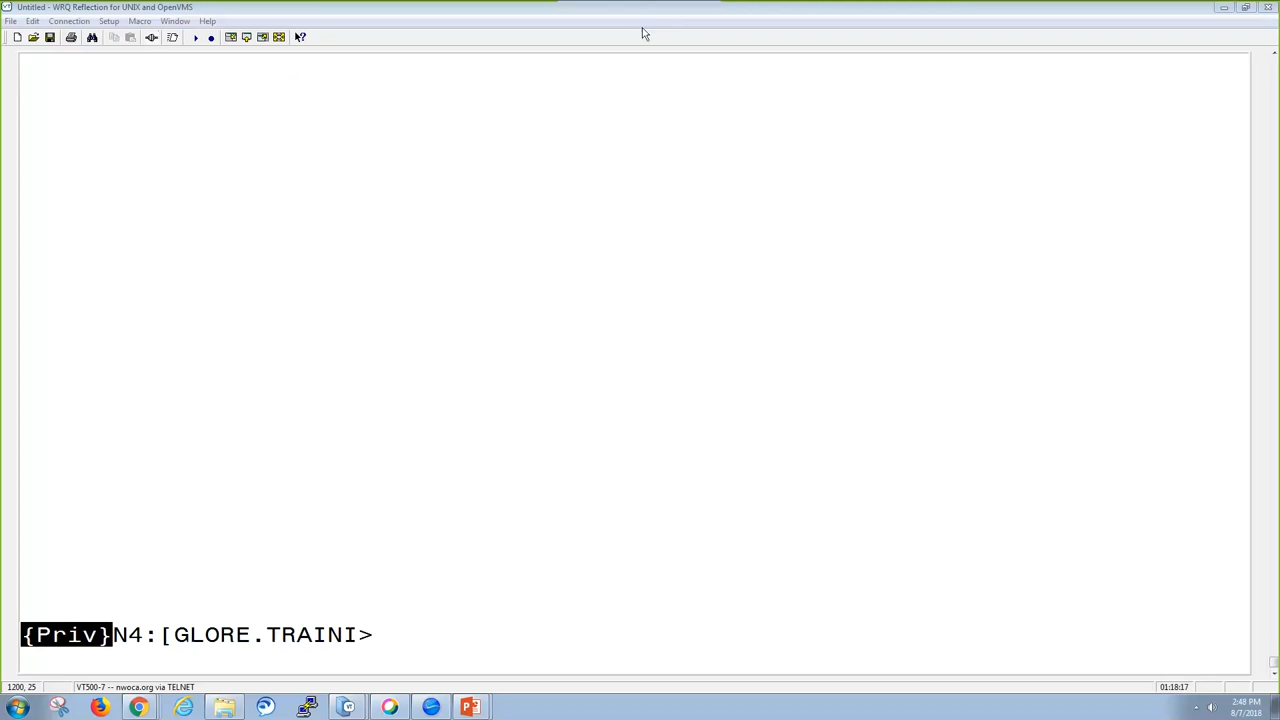 Untitled - WRQ Reflection for UNIX and OpenVMS
File Edit Connection Setup Macro Window Help
{Priv}N4:[GLORE.TRAINI>
1200, 25 VT500-7 -- nwoca.org via TELNET 01:18:17
2:48 PM
8/7/2018